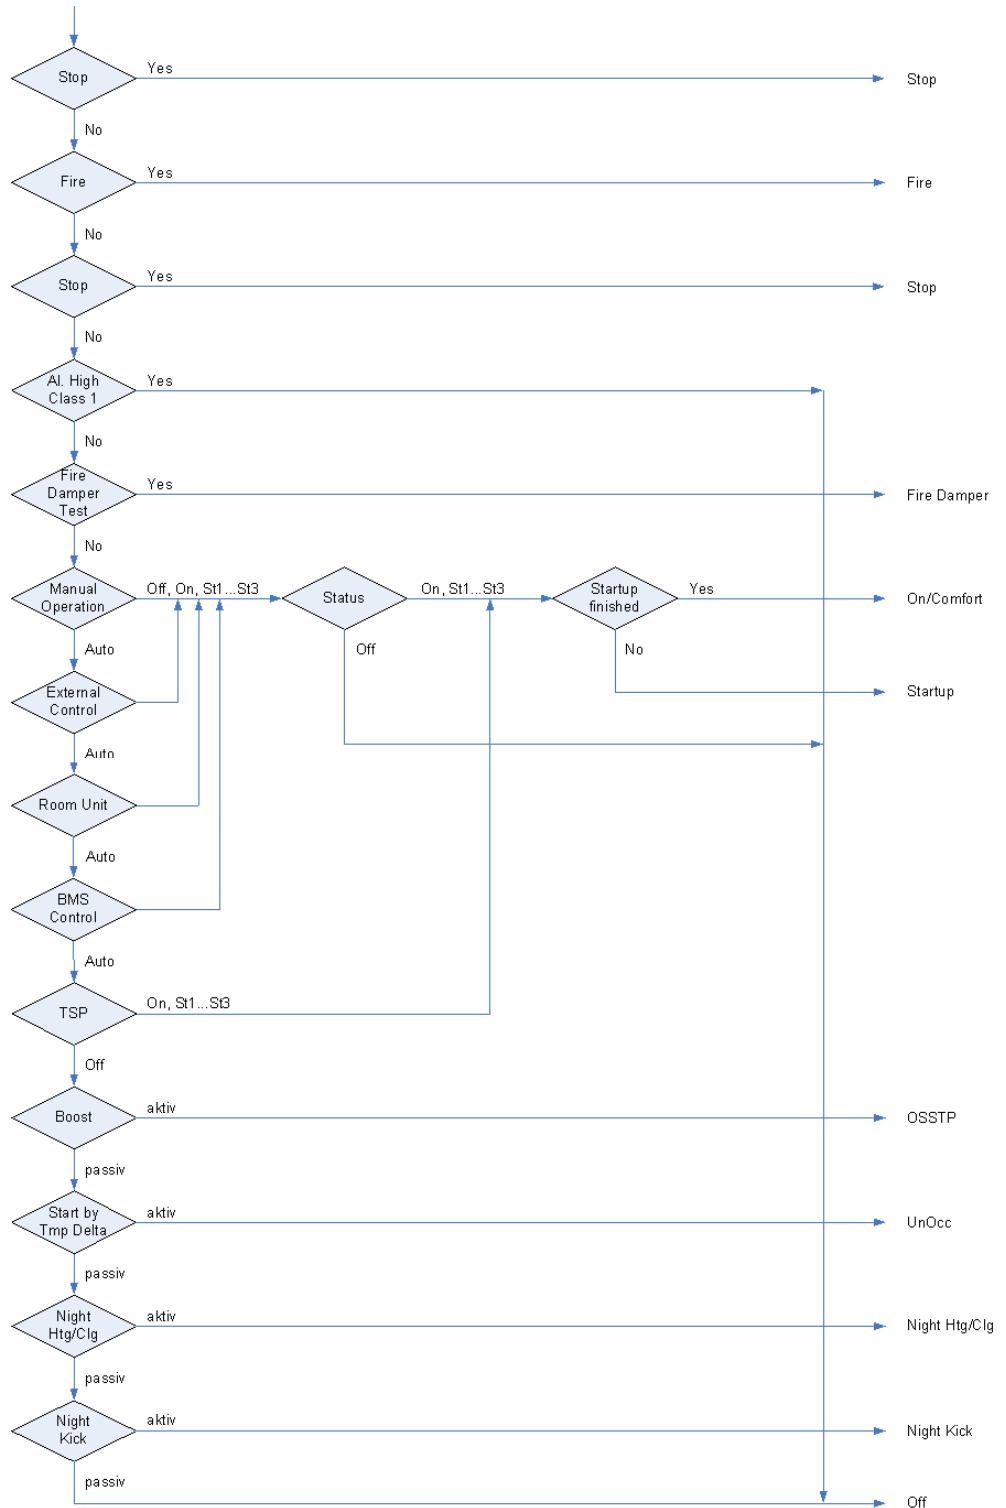 Yes
Stop
Stop
No
Yes
Fire
Fire
No
Yes
Stop
Stop
No
Yes
Al. High
Class 1
No
Fire
Damper
Test
Yes
Fire Damper
No
Manual
Operation
Off, On, St1...St3
Status
On, St1...St3
Startup
finished
Yes
On/Comfort
Auto
Off
No
External
Control
Startup
Auto
Room Unit
Auto
BMS
Control
Auto
TSP
On, St1...St3
Off
Boost
aktiv
OSSTP
passiv
Start by
Tmp Delta
aktiv
UnOcc
passiv
Night
Htg/Clg
aktiv
Night Htg/Clg
passiv
Night
Kick
aktiv
Night Kick
passiv
Off